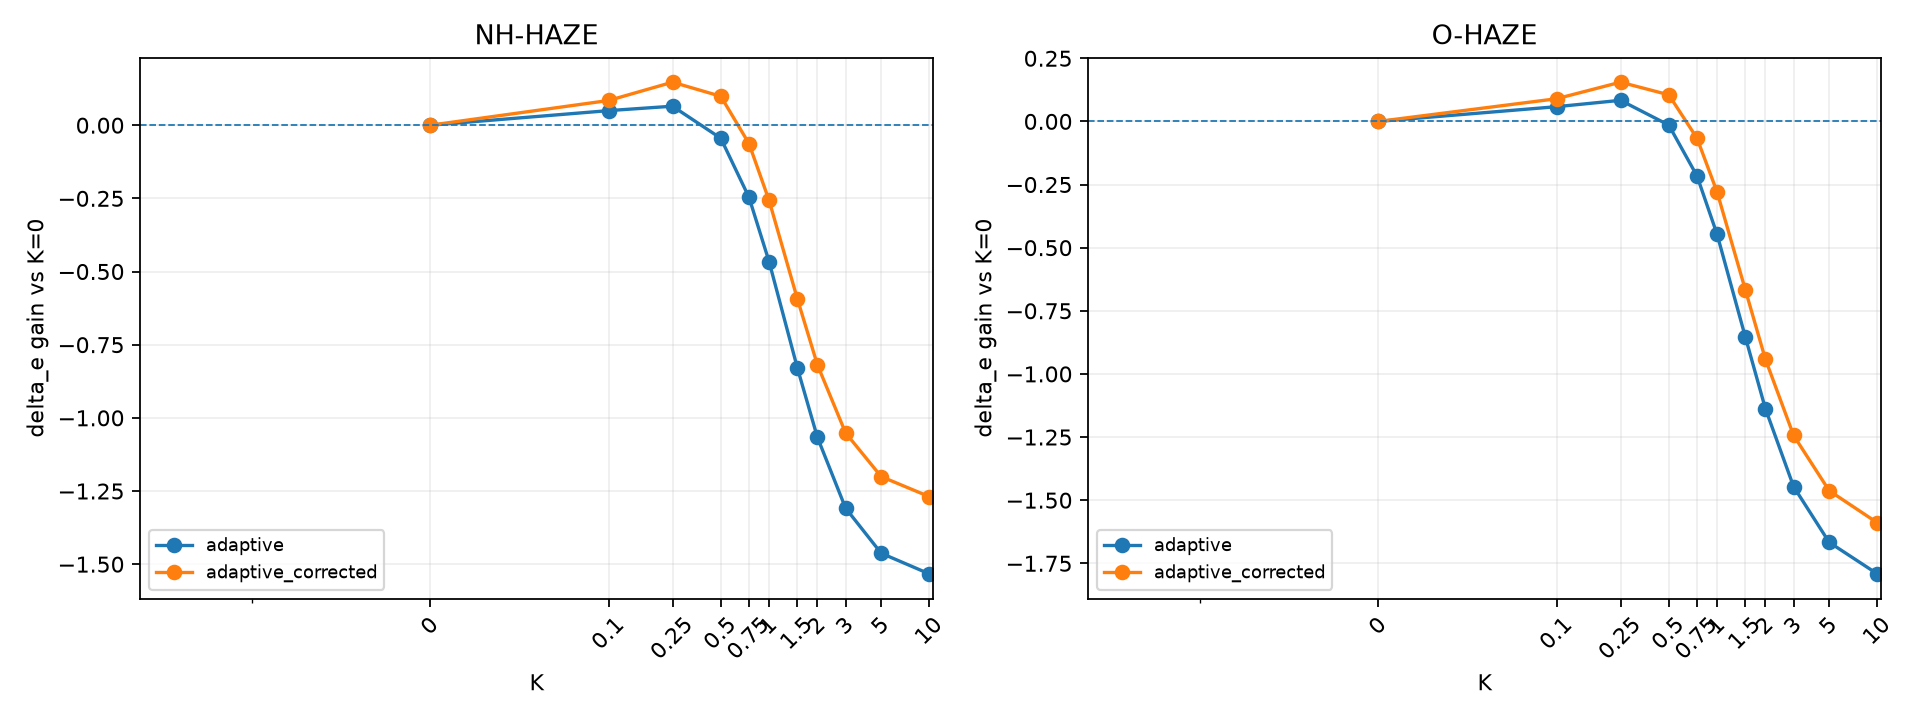 NH-HAZE
delta_e gain vs K=0
0.00
−0.25
−0.50
−0.75
−1.00
−1.25
−1.50
adaptive
adaptive_corrected
0 0.1 0.25 0.5 0.75 1 1.5 2 3 5 10
K
O-HAZE
delta_e gain vs K=0
0.25
0.00
−0.25
−0.50
−0.75
−1.00
−1.25
−1.50
−1.75
adaptive
adaptive_corrected
0 0.1 0.25 0.5 0.75 1 1.5 2 3 5 10
K